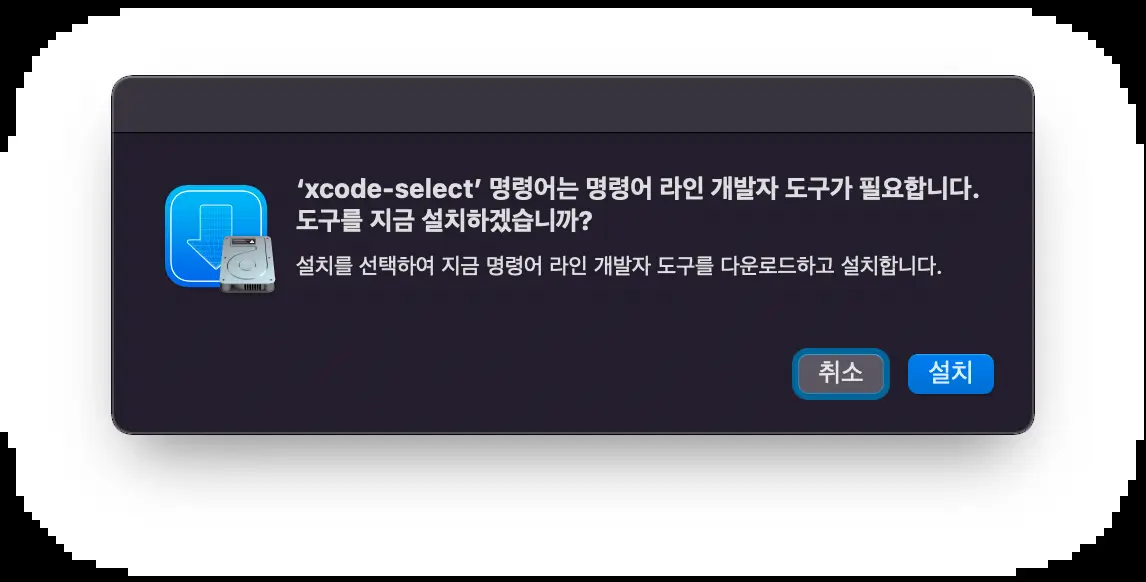 ‘xcode-select’ 명령어는 명령어 라인 개발자 도구가 필요합니다.
도구를 지금 설치하겠습니까?
설치를 선택하여 지금 명령어 라인 개발자 도구를 다운로드하고 설치합니다.
취소
설치